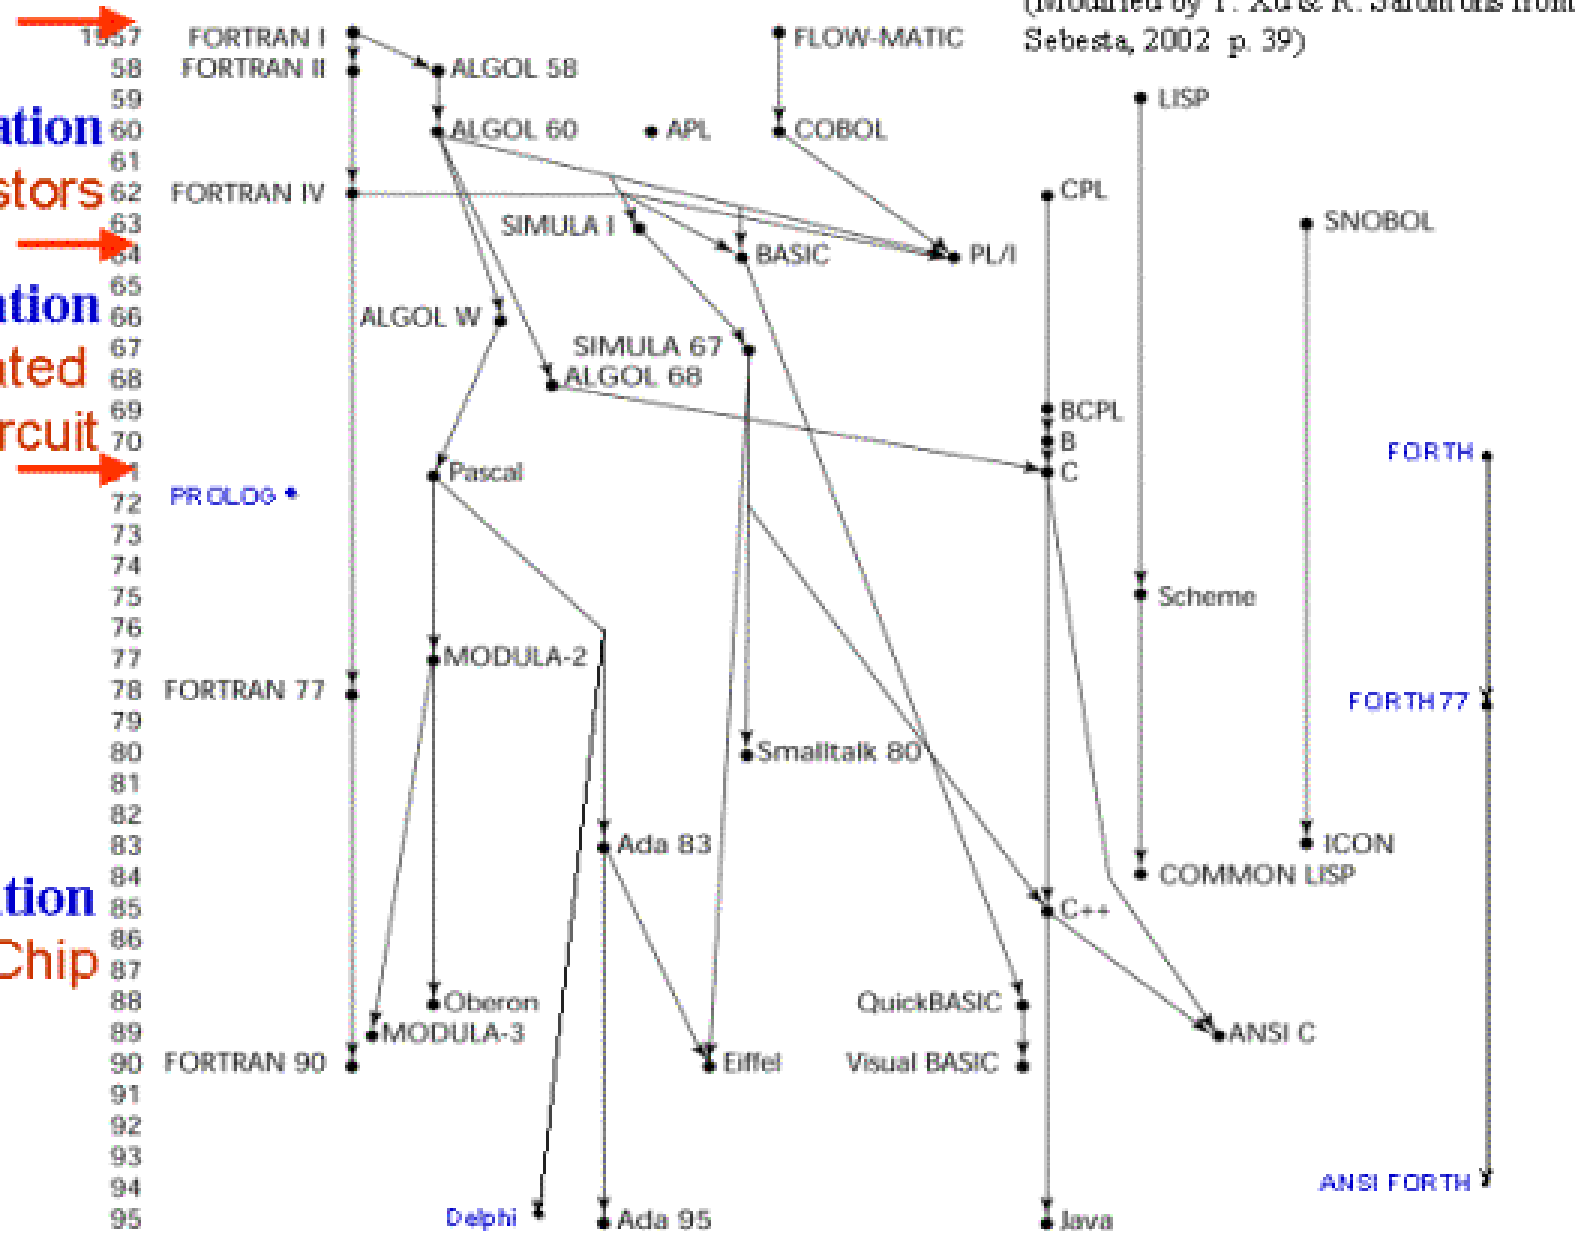 (Modified by T. Xu & R. Salomons from
Sebesta, 2002 p. 39)
1957 FORTRAN I FLOW-MATIC
58 FORTRAN II ALGOL 58
59 LISP
60 ALGOL 60 APL COBOL
ation
61
62 FORTRAN IV CPL
stors
63 SIMULA I SNOBOL
64 BASIC PL/I
65
66 ALGOL W
ation
67 SIMULA 67
68 ALGOL 68
ated
69 BCPL
70 B FORTH
rcuit
71 Pascal C
72 PROLOG
73
74
75 Scheme
76
77 MODULA-2
78 FORTRAN 77 FORTH 77
79
80 Smalltalk 80
81
82
83 Ada 83 ICON
84 COMMON LISP
85 C++
ation
86
87
Chip
88 Oberon QuickBASIC
89 MODULA-3 ANSI C
90 FORTRAN 90 Eiffel Visual BASIC
91
92
93
94 ANSI FORTH
95 Delphi Ada 95 Java